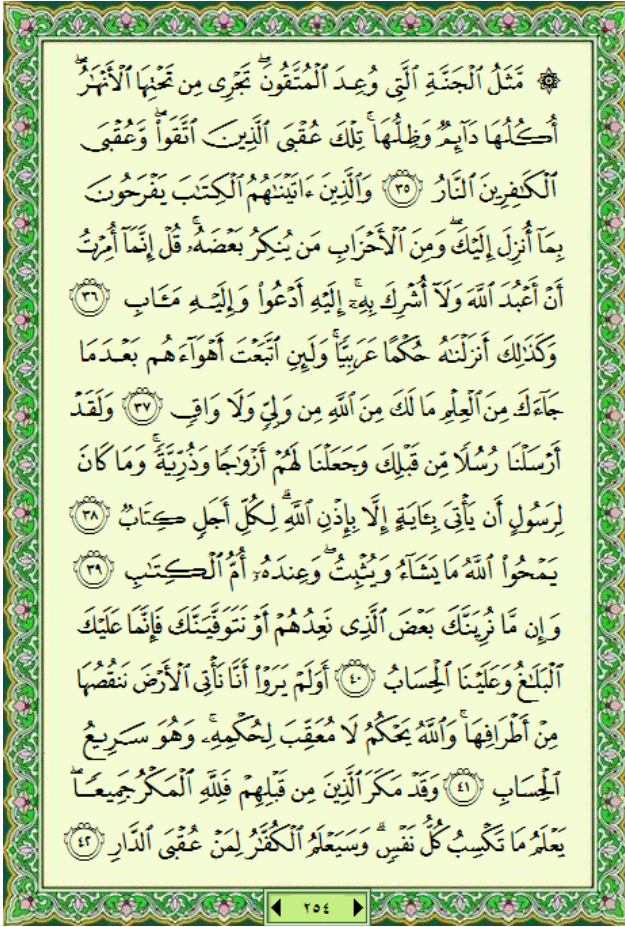 ۞ مَّثَلُ ٱلْجَنَّةِ ٱلَّتِى وُعِدَ ٱلْمُتَّقُونَ ۖ تَجْرِى مِن تَحْتِهَا ٱلْأَنْهَٰرُ ۖ
أُكُلُهَا دَآئِمٌ وَظِلُّهَا ۚ تِلْكَ عُقْبَى ٱلَّذِينَ ٱتَّقَوا۟ ۖ وَّعُقْبَى
ٱلْكَٰفِرِينَ ٱلنَّارُ ٣٥ وَٱلَّذِينَ ءَاتَيْنَٰهُمُ ٱلْكِتَٰبَ يَفْرَحُونَ
بِمَآ أُنزِلَ إِلَيْكَ ۖ وَمِنَ ٱلْأَحْزَابِ مَن يُنكِرُ بَعْضَهُۥ ۚ قُلْ إِنَّمَآ أُمِرْتُ
أَنْ أَعْبُدَ ٱللَّهَ وَلَآ أُشْرِكَ بِهِۦٓ ۚ إِلَيْهِ أَدْعُوا۟ وَإِلَيْهِ مَـَٔابِ ٣٦
وَكَذَٰلِكَ أَنزَلْنَٰهُ حُكْمًا عَرَبِيًّا ۚ وَلَئِنِ ٱتَّبَعْتَ أَهْوَآءَهُم بَعْدَمَا
جَآءَكَ مِنَ ٱلْعِلْمِ مَا لَكَ مِنَ ٱللَّهِ مِن وَلِىٍّ وَلَا وَاقٍ ٣٧ وَلَقَدْ
أَرْسَلْنَا رُسُلًا مِّن قَبْلِكَ وَجَعَلْنَا لَهُمْ أَزْوَٰجًا وَذُرِّيَّةً ۚ وَمَا كَانَ
لِرَسُولٍ أَن يَأْتِىَ بِـَٔايَةٍ إِلَّا بِإِذْنِ ٱللَّهِ ۗ لِكُلِّ أَجَلٍ كِتَابٌ ٣٨
يَمْحُوا۟ ٱللَّهُ مَا يَشَآءُ وَيُثْبِتُ ۖ وَعِندَهُۥٓ أُمُّ ٱلْكِتَٰبِ ٣٩
وَإِن مَّا نُرِيَنَّكَ بَعْضَ ٱلَّذِى نَعِدُهُمْ أَوْ نَتَوَفَّيَنَّكَ فَإِنَّمَا عَلَيْكَ
ٱلْبَلَٰغُ وَعَلَيْنَا ٱلْحِسَابُ ٤٠ أَوَلَمْ يَرَوْا۟ أَنَّا نَأْتِى ٱلْأَرْضَ نَنقُصُهَا
مِنْ أَطْرَافِهَا ۚ وَٱللَّهُ يَحْكُمُ لَا مُعَقِّبَ لِحُكْمِهِۦ ۚ وَهُوَ سَرِيعُ
ٱلْحِسَابِ ٤١ وَقَدْ مَكَرَ ٱلَّذِينَ مِن قَبْلِهِمْ فَلِلَّهِ ٱلْمَكْرُ جَمِيعًا ۖ
يَعْلَمُ مَا تَكْسِبُ كُلُّ نَفْسٍ ۗ وَسَيَعْلَمُ ٱلْكُفَّٰرُ لِمَنْ عُقْبَى ٱلدَّارِ ٤٢
٢٥٤